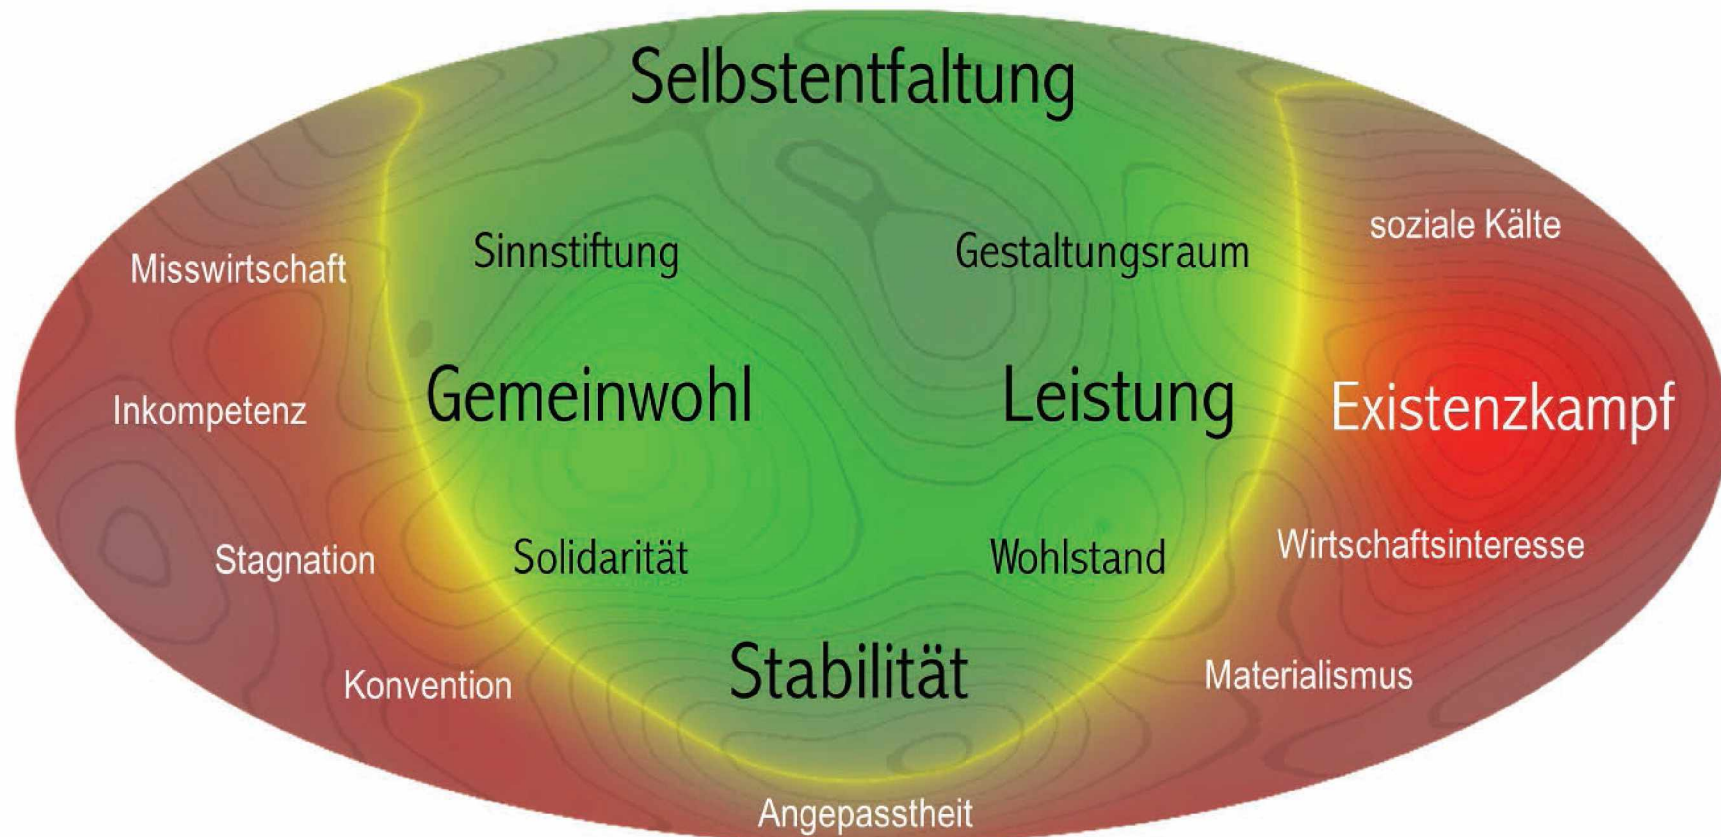 Selbstentfaltung
soziale Kälte
Sinnstiftung
Gestaltungsraum
Misswirtschaft
Gemeinwohl
Leistung
Existenzkampf
Inkompetenz
Wirtschaftsinteresse
Solidarität
Wohlstand
Stagnation
Stabilität
Materialismus
Konvention
Angepasstheit